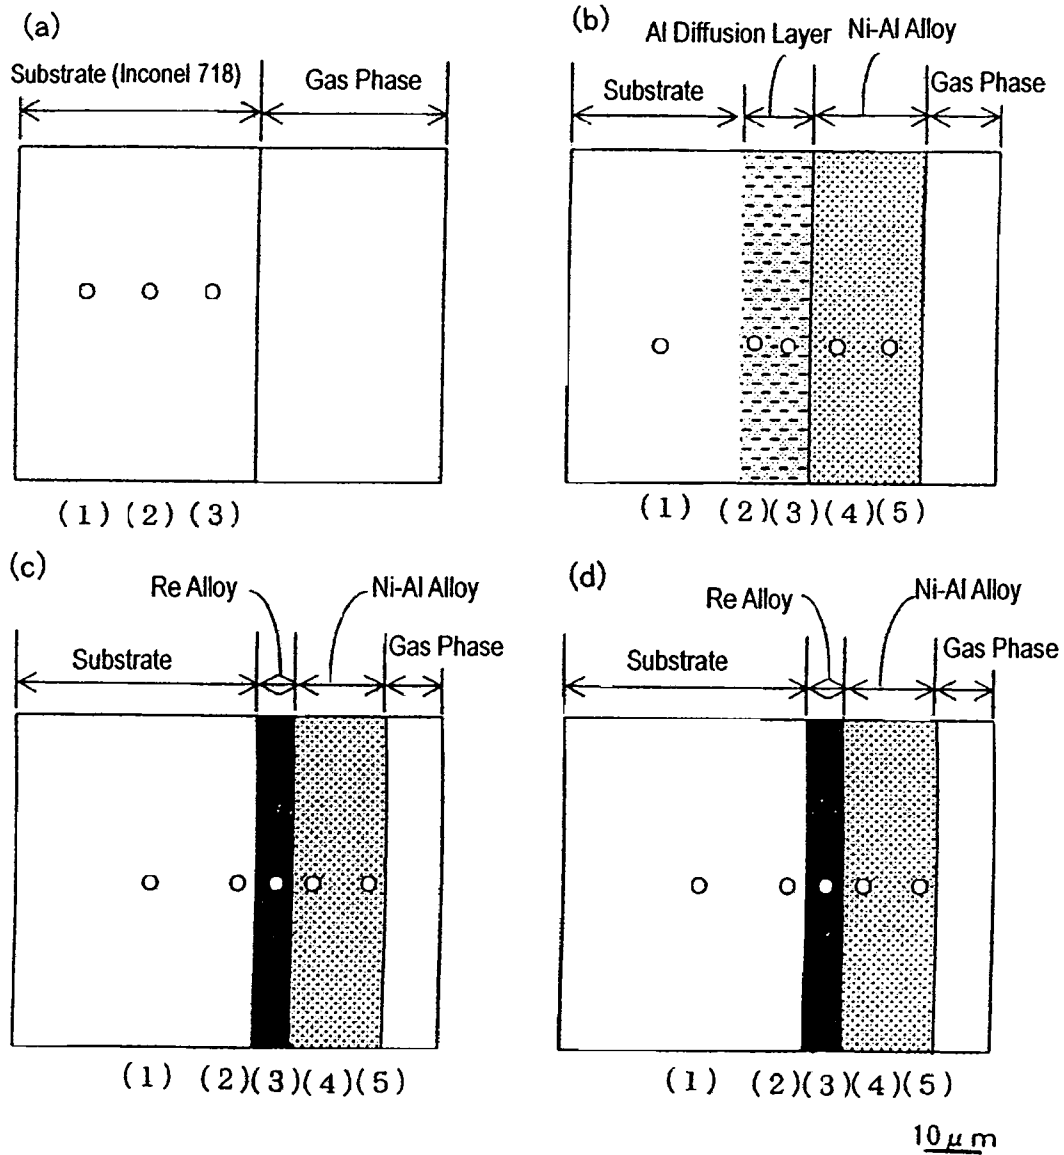 (a)
Substrate (Inconel 718)
Gas Phase
(1) (2) (3)
(b)
Al Diffusion Layer
Ni-Al Alloy
Substrate
Gas Phase
(1) (2)(3)(4)(5)
(c)
Re Alloy
Ni-Al Alloy
Substrate
Gas Phase
(1) (2)(3)(4)(5)
(d)
Re Alloy
Ni-Al Alloy
Substrate
Gas Phase
(1) (2)(3)(4)(5)
10μm